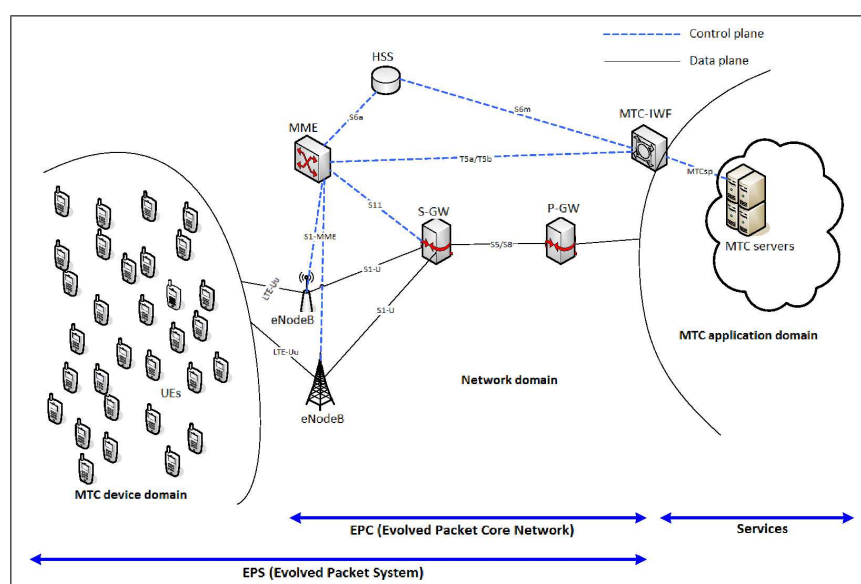 Control plane
Data plane
HSS
S6a
S6m
MTC-IWF
MME
T5a/T5b
MTCsp
S11
S-GW
P-GW
S1-MME
S5/S8
MTC servers
LTE-Uu
S1-U
eNodeB
S1-U
MTC application domain
LTE-Uu
Network domain
UEs
eNodeB
MTC device domain
EPC (Evolved Packet Core Network)
Services
EPS (Evolved Packet System)